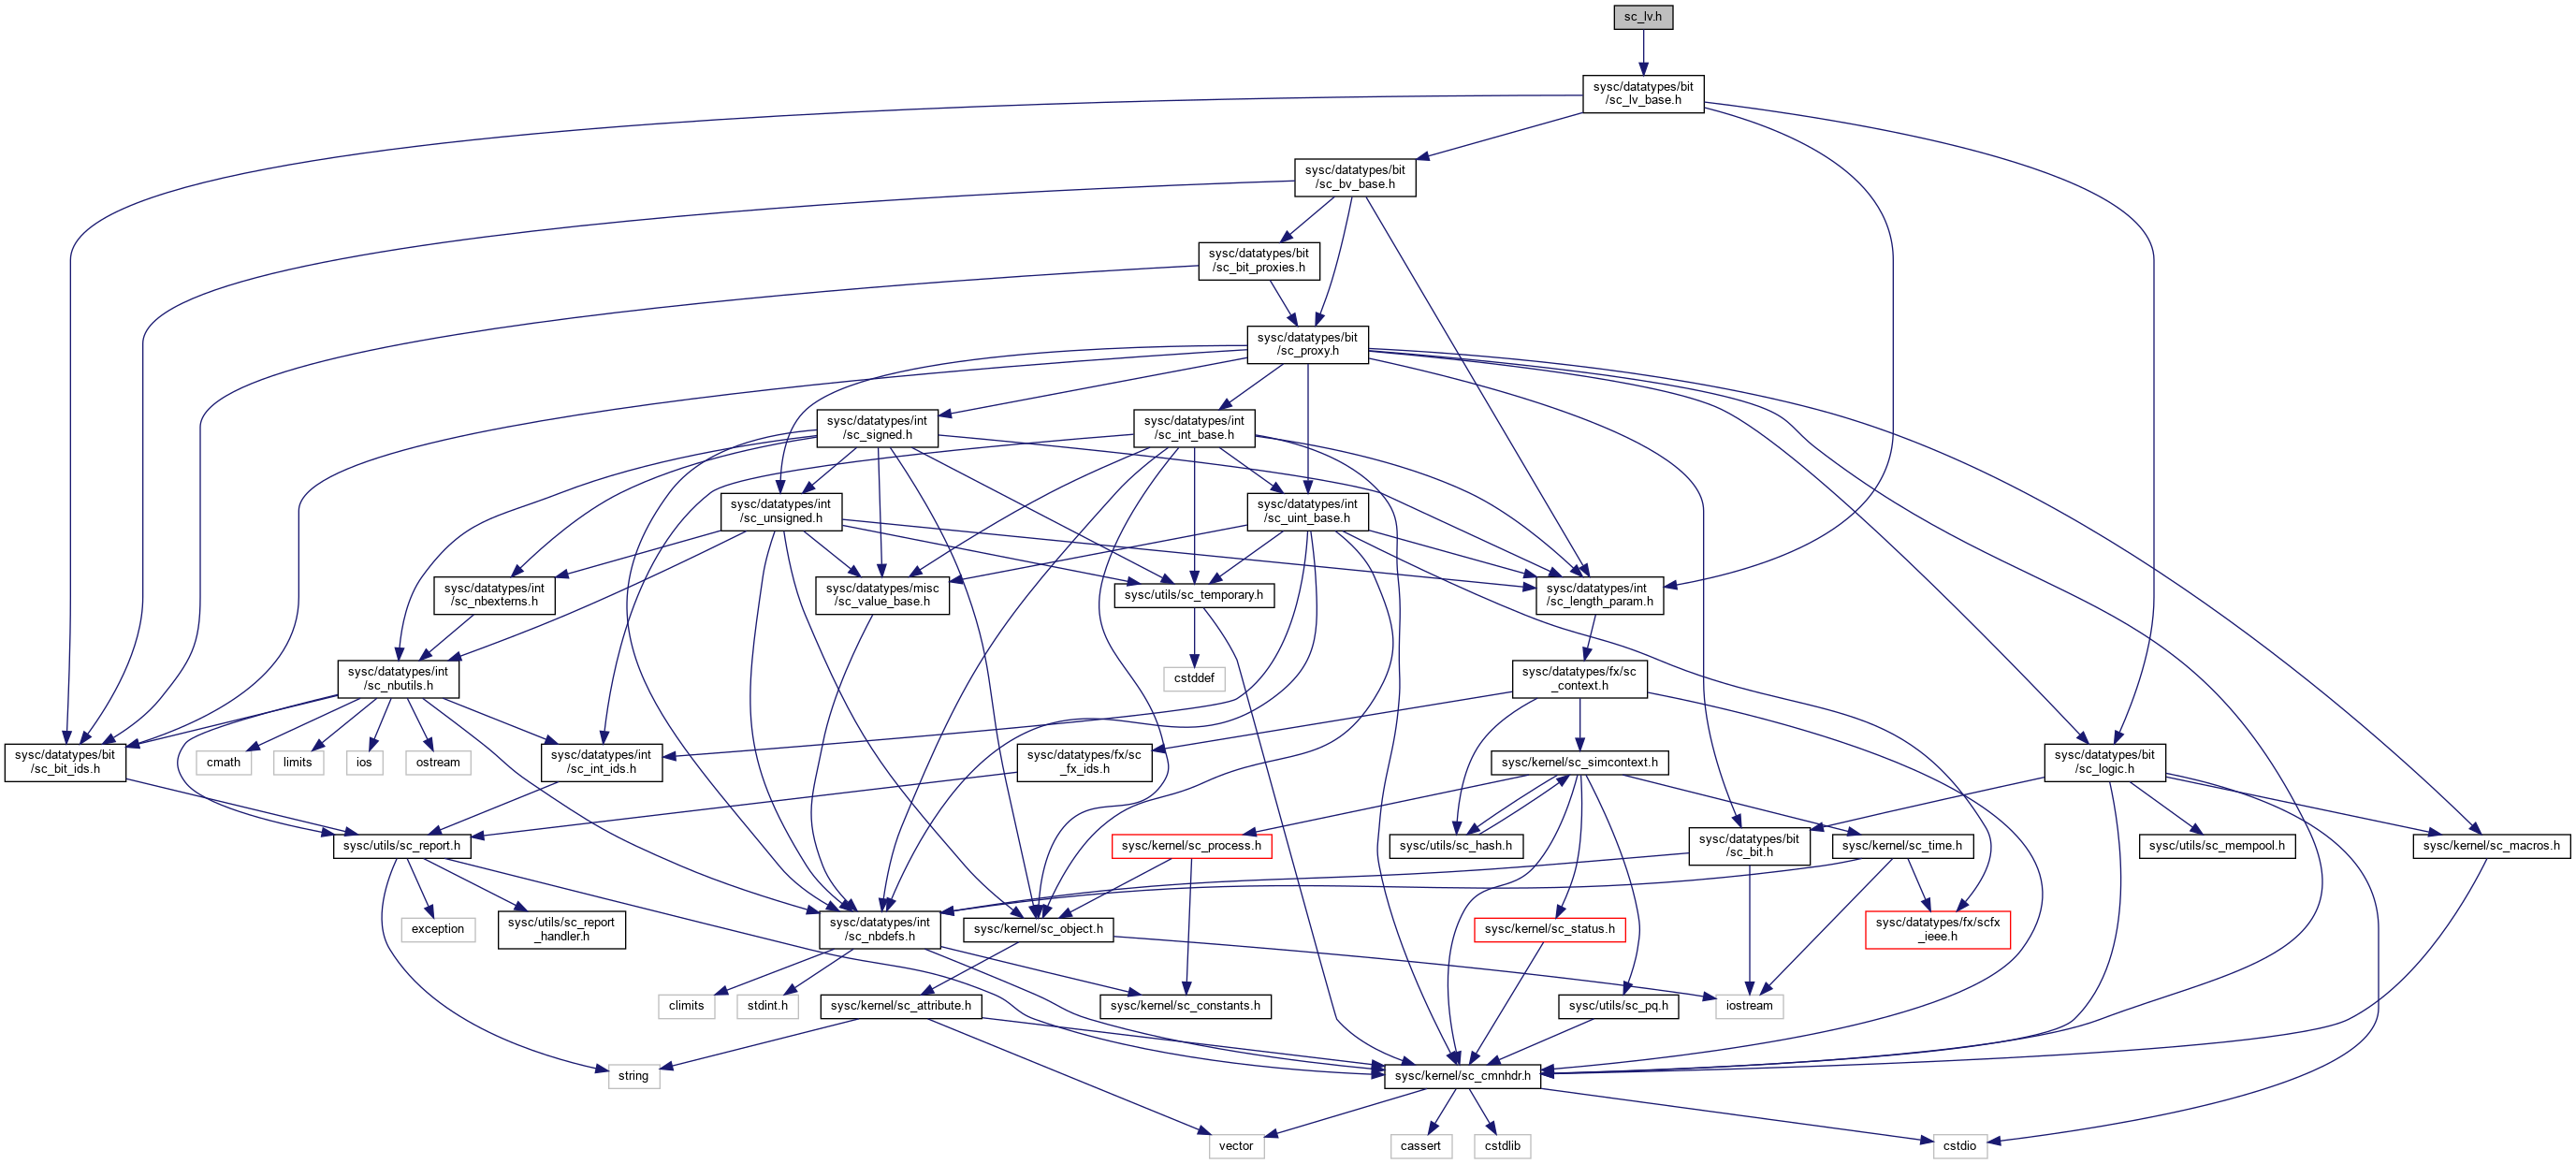 sc_lv.h
sysc/datatypes/bit
/sc_lv_base.h
sysc/datatypes/bit
/sc_bv_base.h
sysc/datatypes/bit
/sc_bit_proxies.h
sysc/datatypes/bit
/sc_proxy.h
sysc/datatypes/int
/sc_signed.h
sysc/datatypes/int
/sc_int_base.h
sysc/datatypes/int
/sc_unsigned.h
sysc/datatypes/int
/sc_uint_base.h
sysc/datatypes/int
/sc_nbexterns.h
sysc/datatypes/misc
/sc_value_base.h
sysc/utils/sc_temporary.h
sysc/datatypes/int
/sc_length_param.h
sysc/datatypes/int
/sc_nbutils.h
cstddef
sysc/datatypes/fx/sc
_context.h
sysc/datatypes/bit
/sc_bit_ids.h
cmath
limits
ios
ostream
sysc/datatypes/int
/sc_int_ids.h
sysc/datatypes/fx/sc
_fx_ids.h
sysc/kernel/sc_simcontext.h
sysc/datatypes/bit
/sc_logic.h
sysc/utils/sc_report.h
sysc/kernel/sc_process.h
sysc/utils/sc_hash.h
sysc/datatypes/bit
/sc_bit.h
sysc/kernel/sc_time.h
sysc/utils/sc_mempool.h
sysc/kernel/sc_macros.h
exception
sysc/utils/sc_report
_handler.h
sysc/datatypes/int
/sc_nbdefs.h
sysc/kernel/sc_object.h
sysc/kernel/sc_status.h
sysc/datatypes/fx/scfx
_ieee.h
climits
stdint.h
sysc/kernel/sc_attribute.h
sysc/kernel/sc_constants.h
sysc/utils/sc_pq.h
iostream
string
sysc/kernel/sc_cmnhdr.h
vector
cassert
cstdlib
cstdio